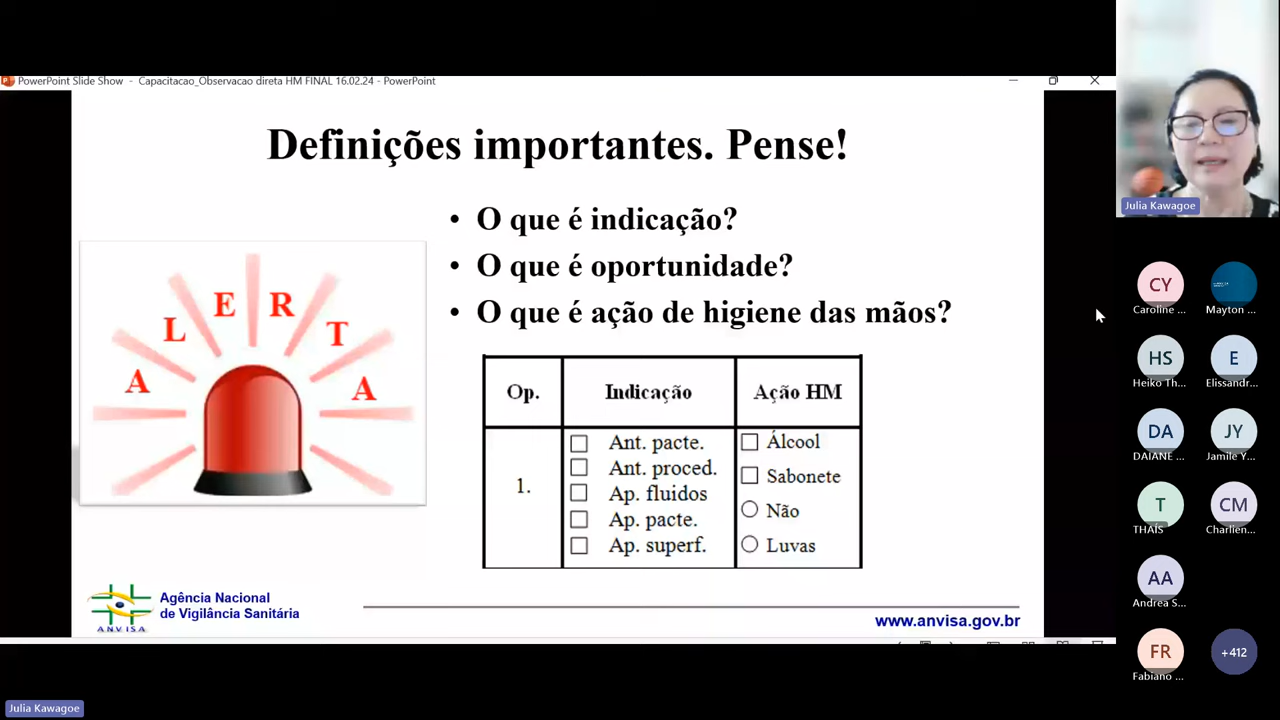 PowerPoint Slide Show - Capacitacao_Observacao direta HM FINAL 16.02.24 - PowerPoint
Definições importantes. Pense!
• O que é indicação?
• O que é oportunidade?
• O que é ação de higiene das mãos?
A L E R T A
Op. Indicação Ação HM
1.
Ant. pacte.
Ant. proced.
Ap. fluidos
Ap. pacte.
Ap. superf.
Álcool
Sabonete
Não
Luvas
ANVISA
Agência Nacional
de Vigilância Sanitária
www.anvisa.gov.br
Julia Kawagoe
CY
Caroline ...
Mayton ...
HS
Heiko Th...
E
Elissandr...
DA
DAIANE ...
JY
Jamile Y...
T
THAÍS
CM
Charlien...
AA
Andrea S...
FR
Fabiano ...
+412
Julia Kawagoe